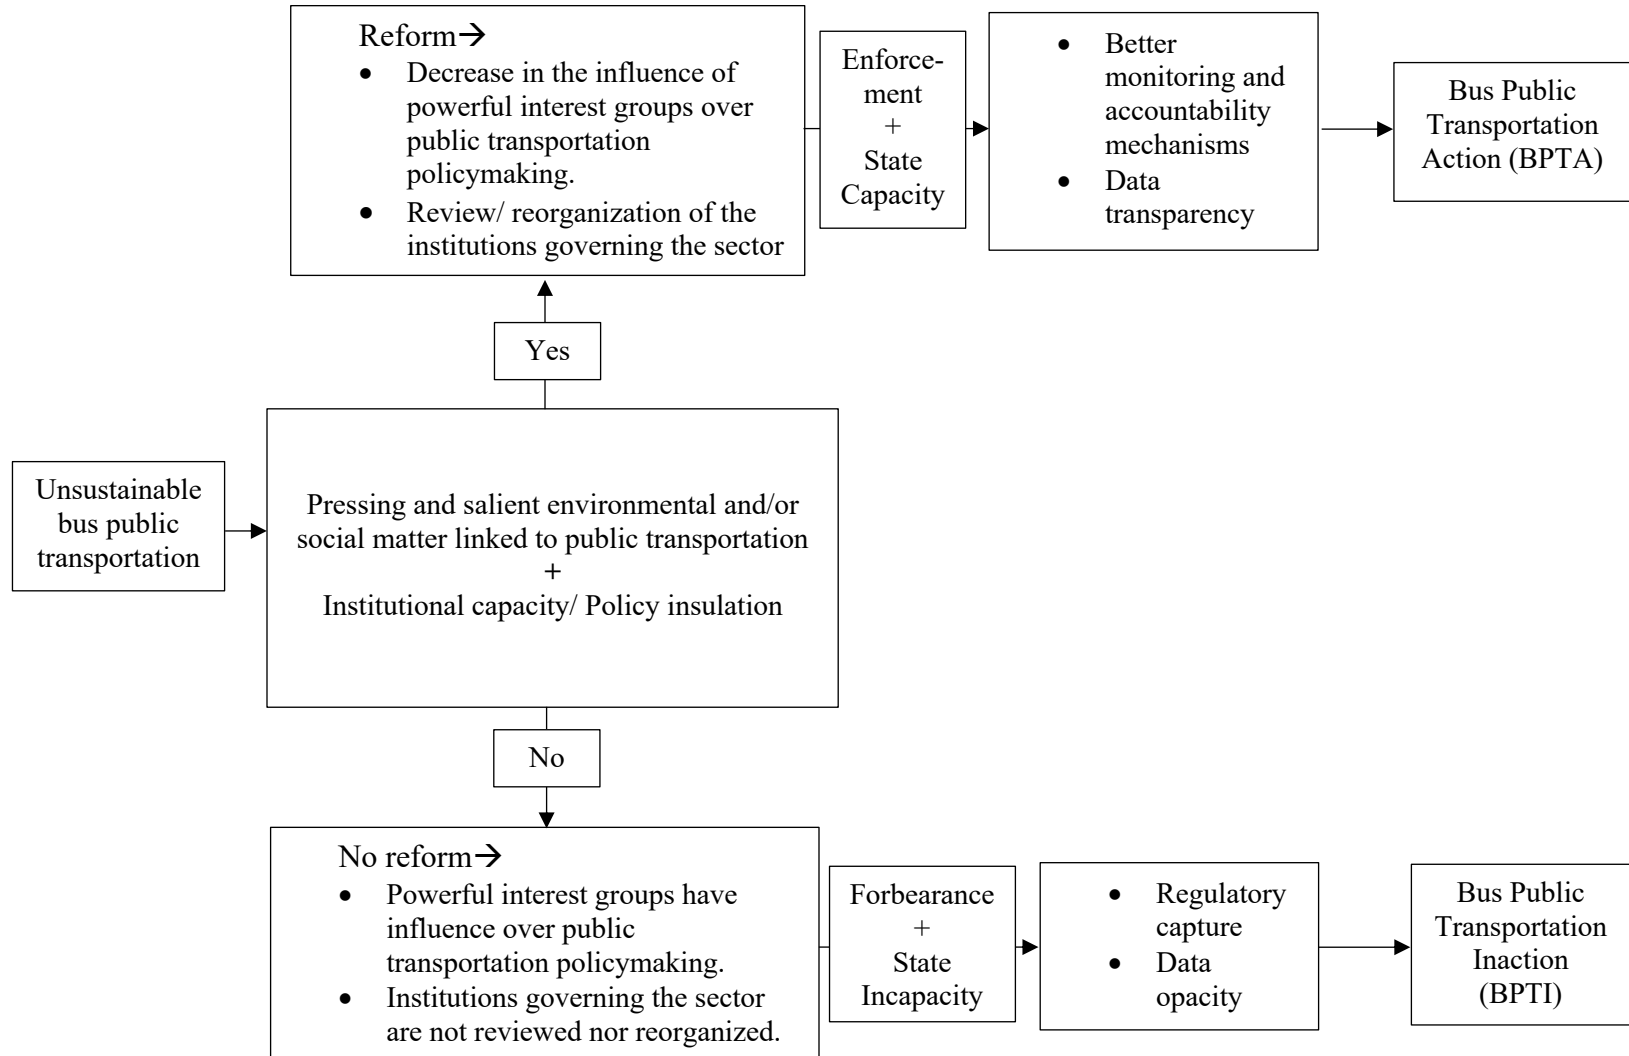 Reform→
• Decrease in the influence of
powerful interest groups over
public transportation
policymaking.
• Review/ reorganization of the
institutions governing the sector
Enforce-
ment
+
State
Capacity
• Better
monitoring and
accountability
mechanisms
• Data
transparency
Bus Public
Transportation
Action (BPTA)
Yes
Unsustainable
bus public
transportation
Pressing and salient environmental and/or
social matter linked to public transportation
+
Institutional capacity/ Policy insulation
No
No reform→
• Powerful interest groups have
influence over public
transportation policymaking.
• Institutions governing the sector
are not reviewed nor reorganized.
Forbearance
+
State
Incapacity
• Regulatory
capture
• Data
opacity
Bus Public
Transportation
Inaction
(BPTI)